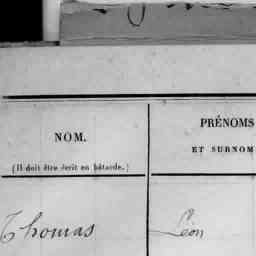 NOM.
(Il doit être écrit en bâtarde.)
PRÉNOMS
ET SURNOM
Thomas
Léon